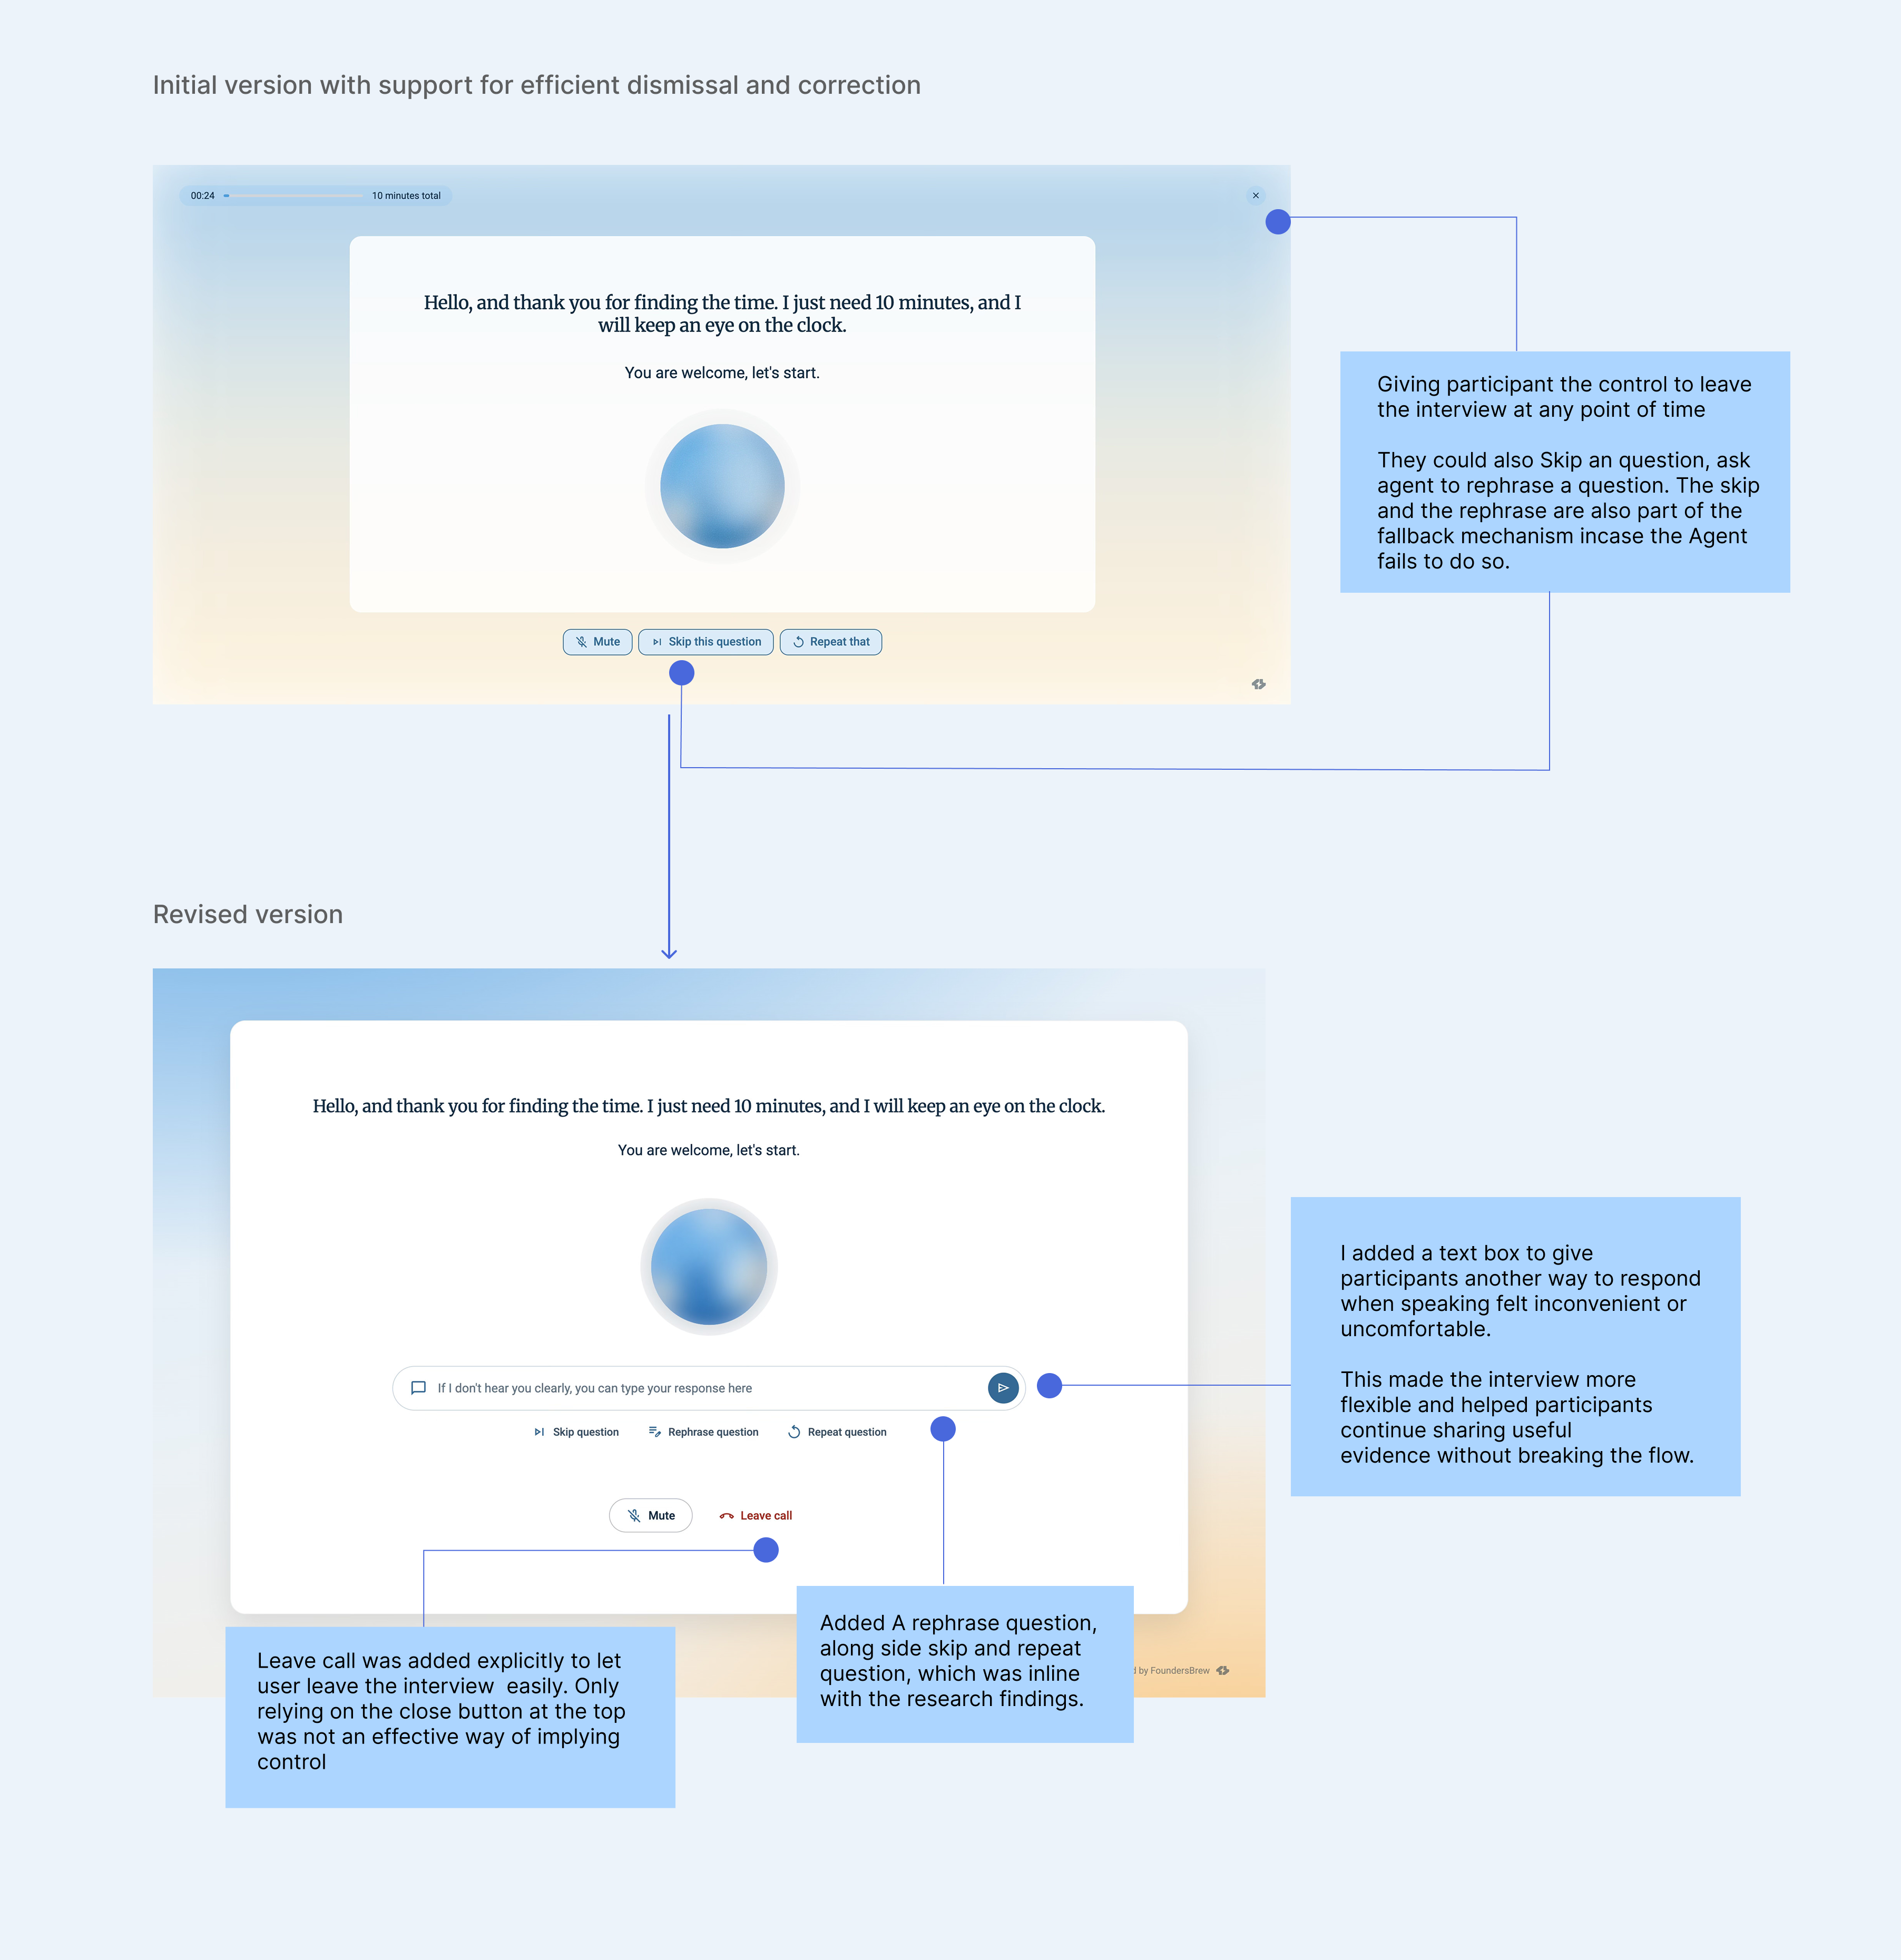 Initial version with support for efficient dismissal and correction
00:24
10 minutes total
Hello, and thank you for finding the time. I just need 10 minutes, and I
will keep an eye on the clock.
You are welcome, let's start.
Mute
Skip this question
Repeat that
Giving participant the control to leave
the interview at any point of time
They could also Skip an question, ask
agent to rephrase a question. The skip
and the rephrase are also part of the
fallback mechanism incase the Agent
fails to do so.
Revised version
Hello, and thank you for finding the time. I just need 10 minutes, and I will keep an eye on the clock.
You are welcome, let's start.
If I don't hear you clearly, you can type your response here
Skip question
Rephrase question
Repeat question
Mute
Leave call
I added a text box to give
participants another way to respond
when speaking felt inconvenient or
uncomfortable.
This made the interview more
flexible and helped participants
continue sharing useful
evidence without breaking the flow.
Added A rephrase question,
along side skip and repeat
question, which was inline
with the research findings.
by FoundersBrew
Leave call was added explicitly to let
user leave the interview  easily. Only
relying on the close button at the top
was not an effective way of implying
control